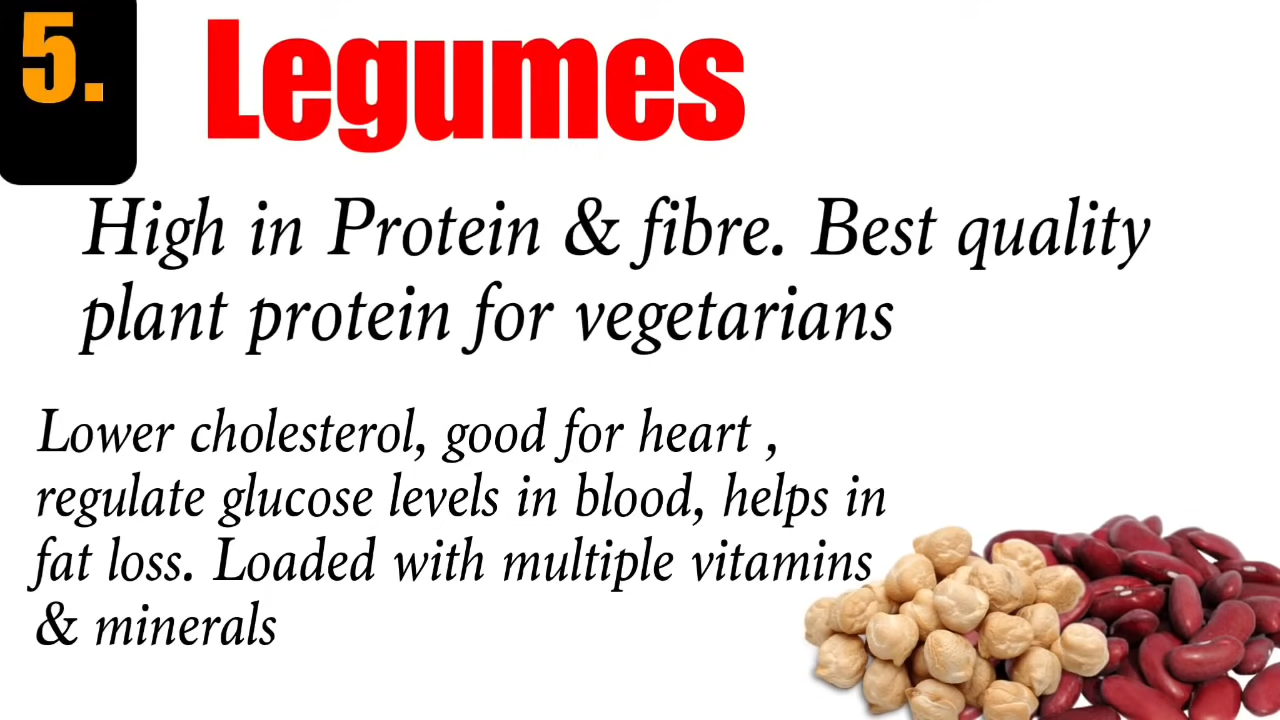 5.
Legumes
High in Protein & fibre. Best quality
plant protein for vegetarians
Lower cholesterol, good for heart ,
regulate glucose levels in blood, helps in
fat loss. Loaded with multiple vitamins
& minerals